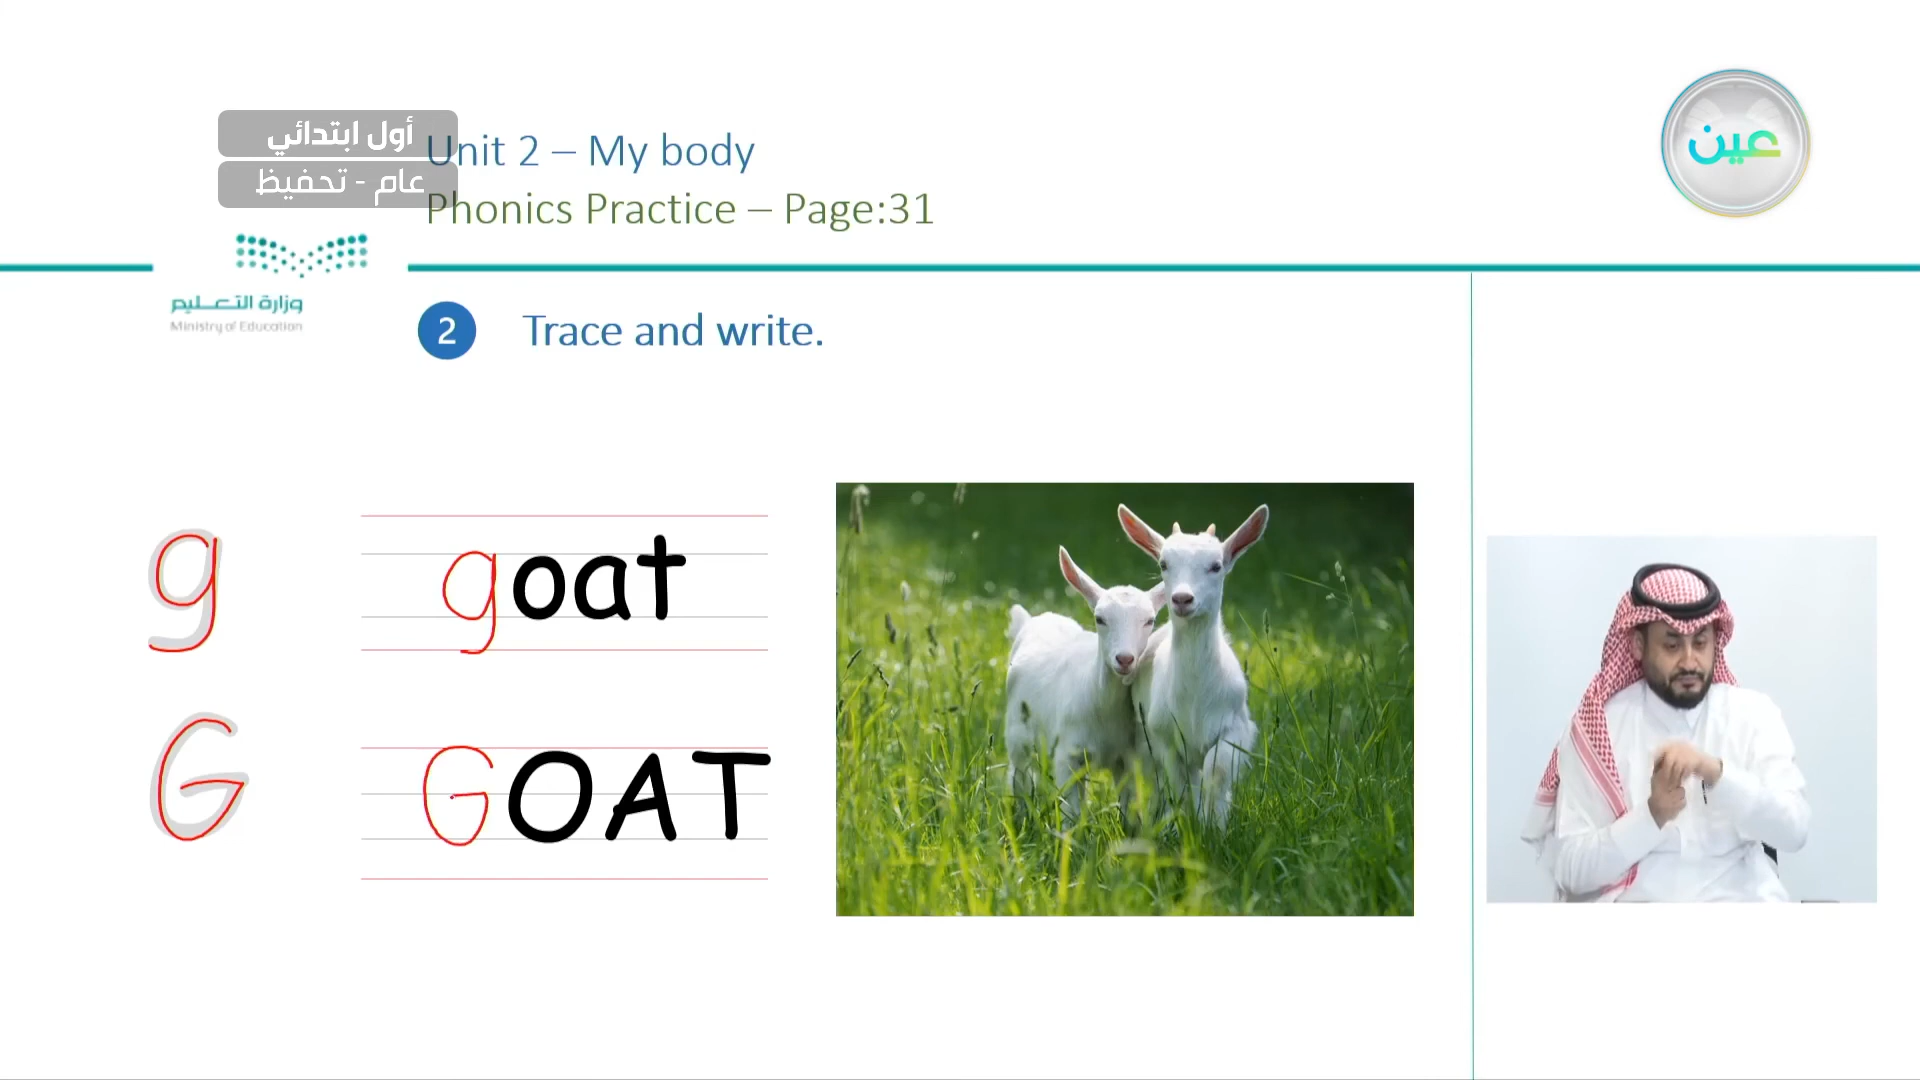 أول ابتدائي
عام - تحفيظ
Unit 2 – My body
Phonics Practice – Page:31
عين
وزارة التعليم
Ministry of Education
2 Trace and write.
g goat
G GOAT